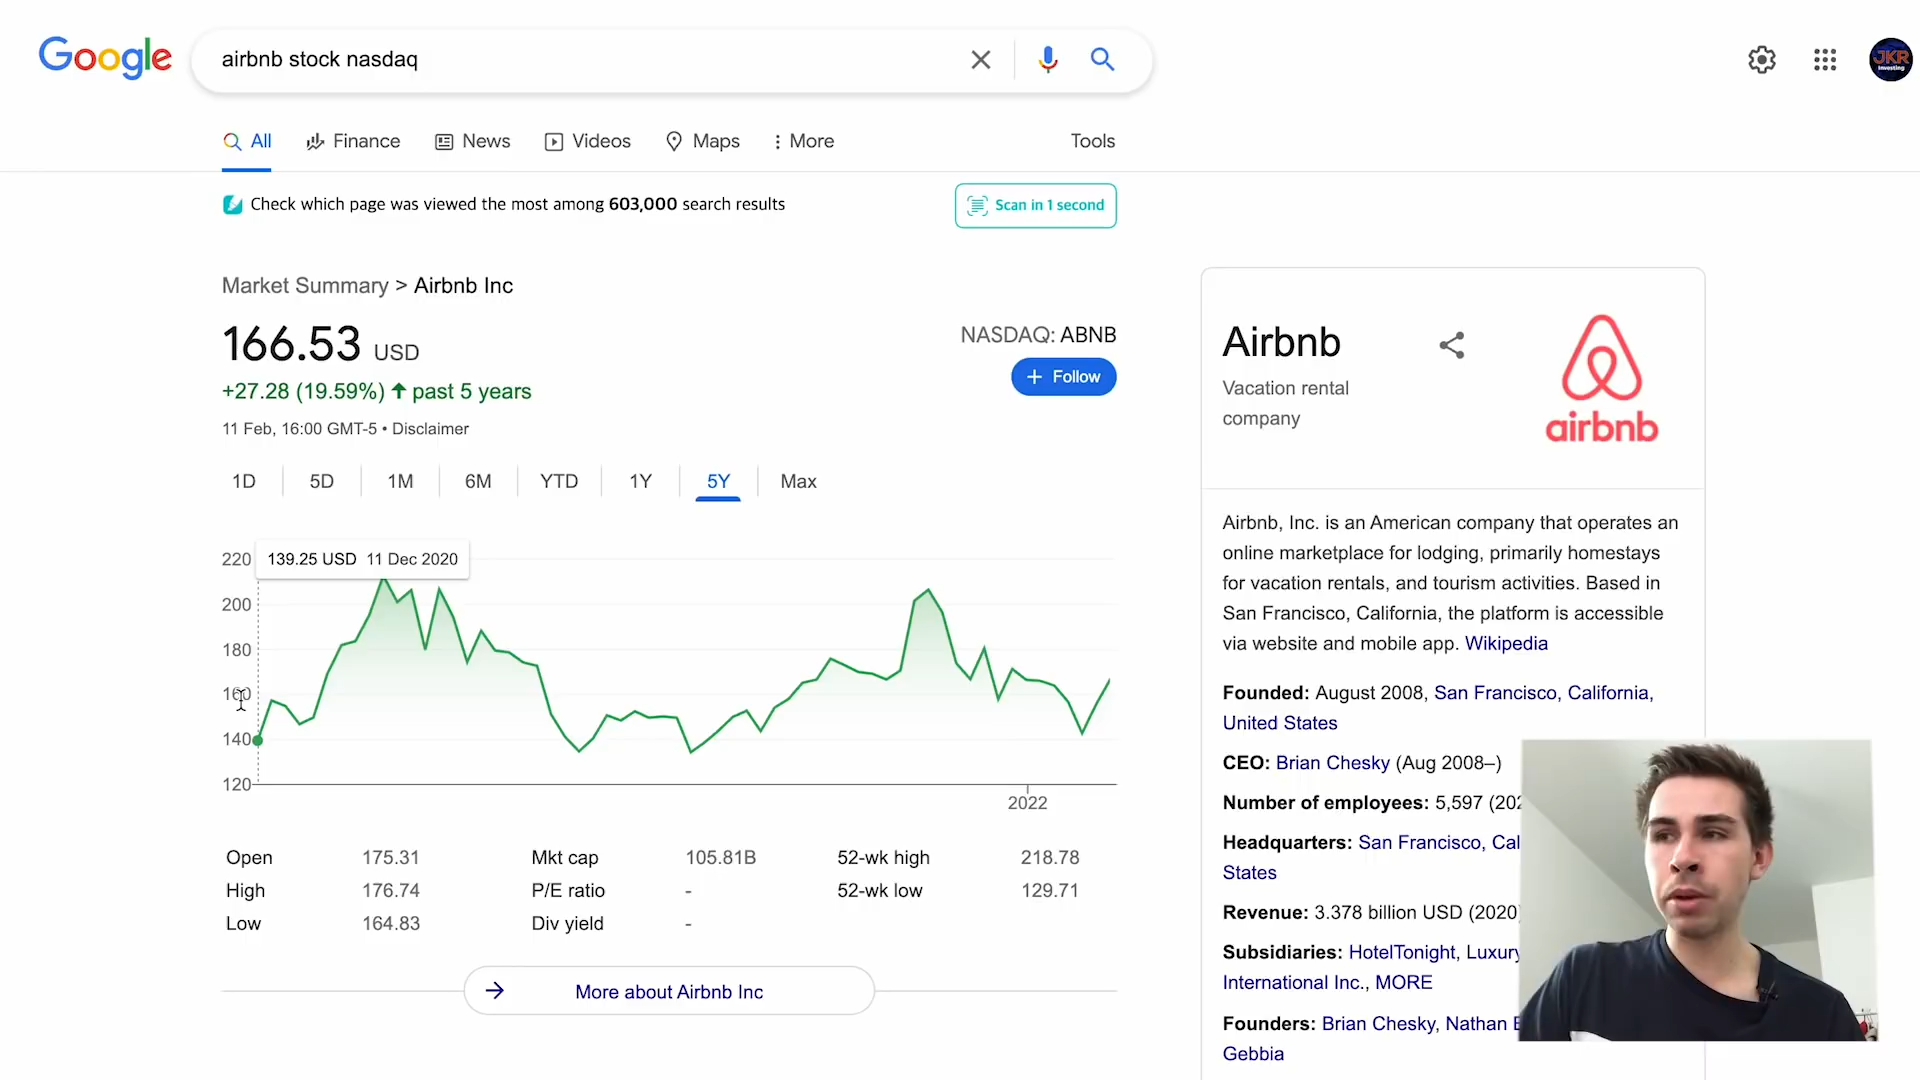 Google
airbnb stock nasdaq
JKR
Investing
All
Finance
News
Videos
Maps
More
Tools
Check which page was viewed the most among 603,000 search results
Scan in 1 second
Market Summary > Airbnb Inc
166.53 USD
+27.28 (19.59%) past 5 years
11 Feb, 16:00 GMT-5 • Disclaimer
NASDAQ: ABNB
+ Follow
1D
5D
1M
6M
YTD
1Y
5Y
Max
220
200
180
160
140
120
139.25 USD 11 Dec 2020
2022
Open 175.31
High 176.74
Low 164.83
Mkt cap 105.81B
P/E ratio -
Div yield -
52-wk high 218.78
52-wk low 129.71
More about Airbnb Inc
Airbnb
Vacation rental
company
airbnb
Airbnb, Inc. is an American company that operates an
online marketplace for lodging, primarily homestays
for vacation rentals, and tourism activities. Based in
San Francisco, California, the platform is accessible
via website and mobile app. Wikipedia
Founded: August 2008, San Francisco, California,
United States
CEO: Brian Chesky (Aug 2008–)
Number of employees: 5,597 (202
Headquarters: San Francisco, Cal
States
Revenue: 3.378 billion USD (2020)
Subsidiaries: HotelTonight, Luxury
International Inc., MORE
Founders: Brian Chesky, Nathan B
Gebbia